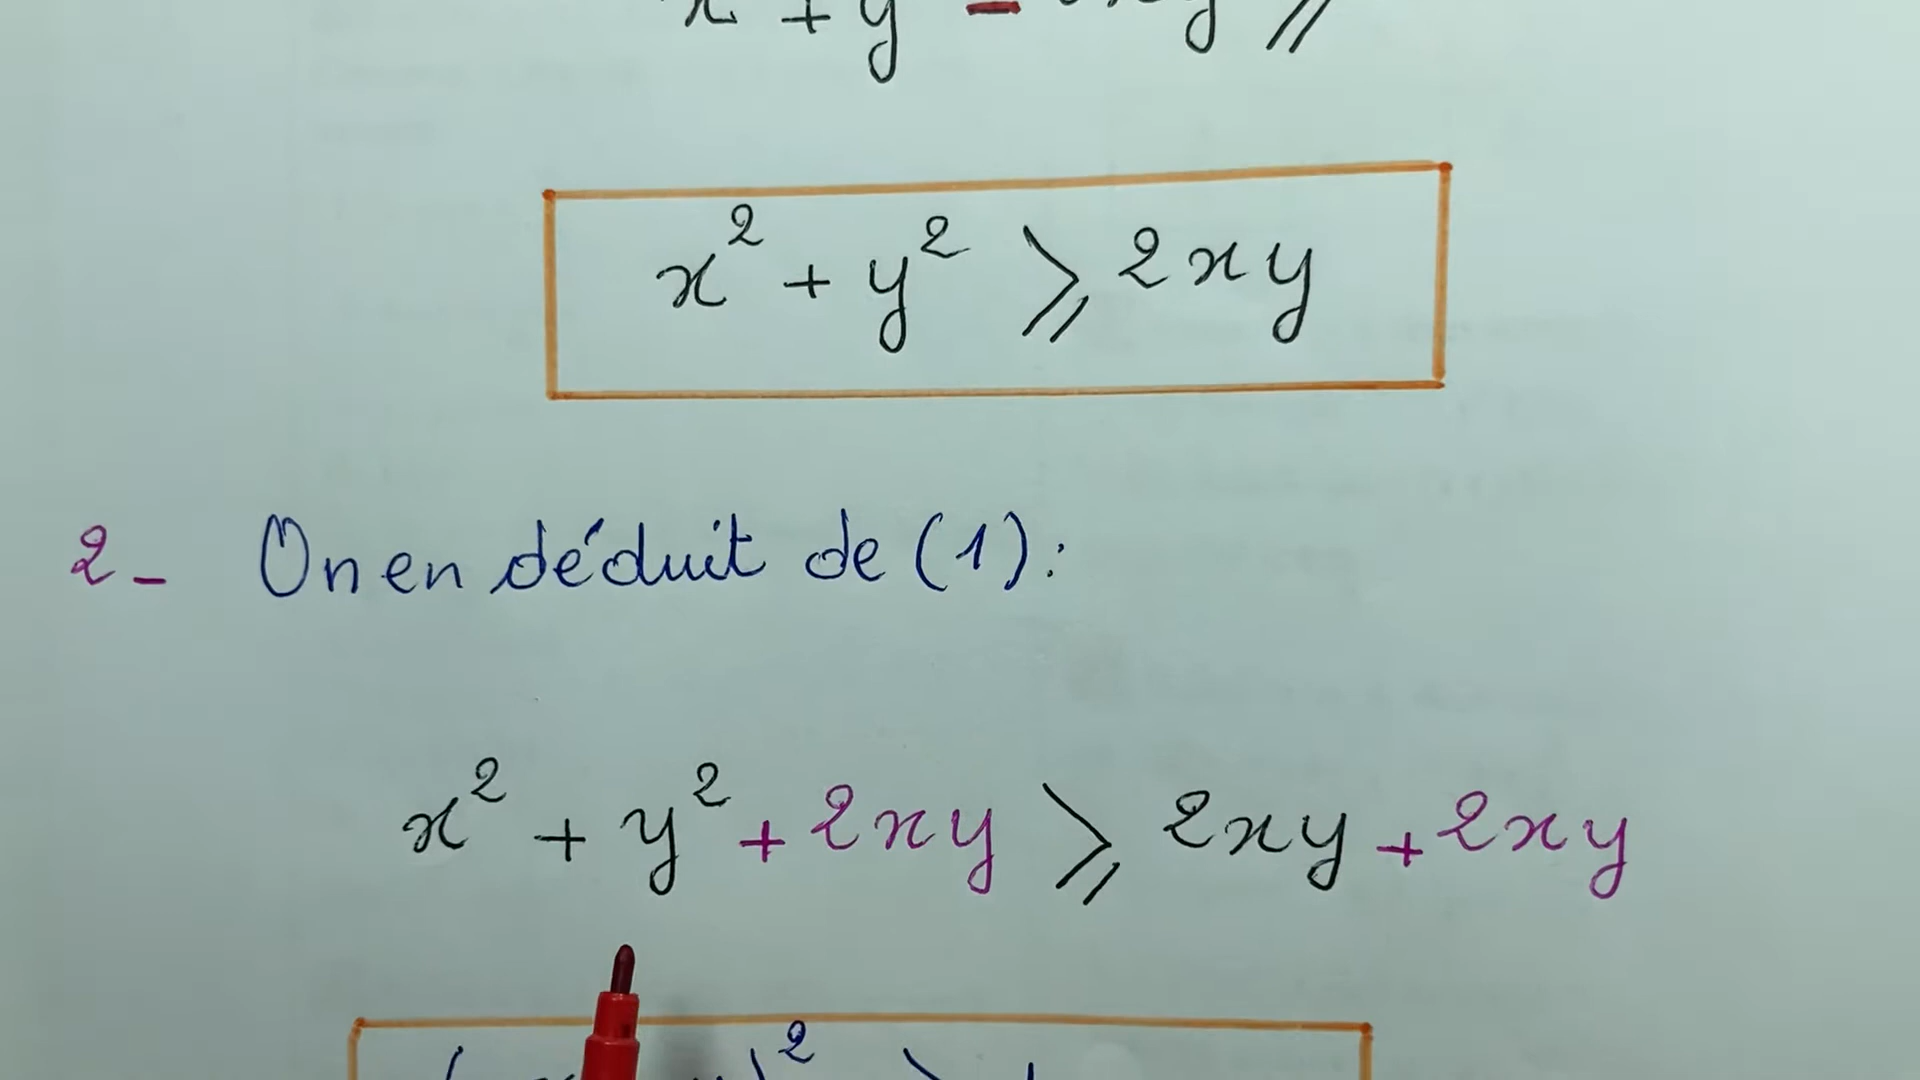 x² + y² ⩾ 2xy
2- On en déduit de (1):
x² + y² + 2xy ⩾ 2xy + 2xy